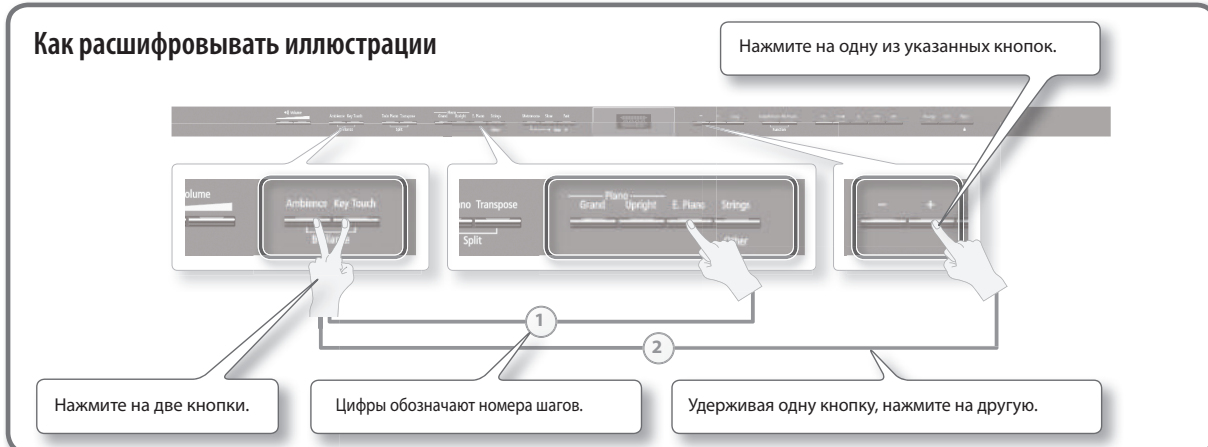 Как расшифровывать иллюстрации
Нажмите на одну из указанных кнопок.
Volume
Ambience Key Touch
Brilliance
Transpose
Split
Piano
Grand Upright E. Piano Strings
Other
- +
1
2
Нажмите на две кнопки.
Цифры обозначают номера шагов.
Удерживая одну кнопку, нажмите на другую.